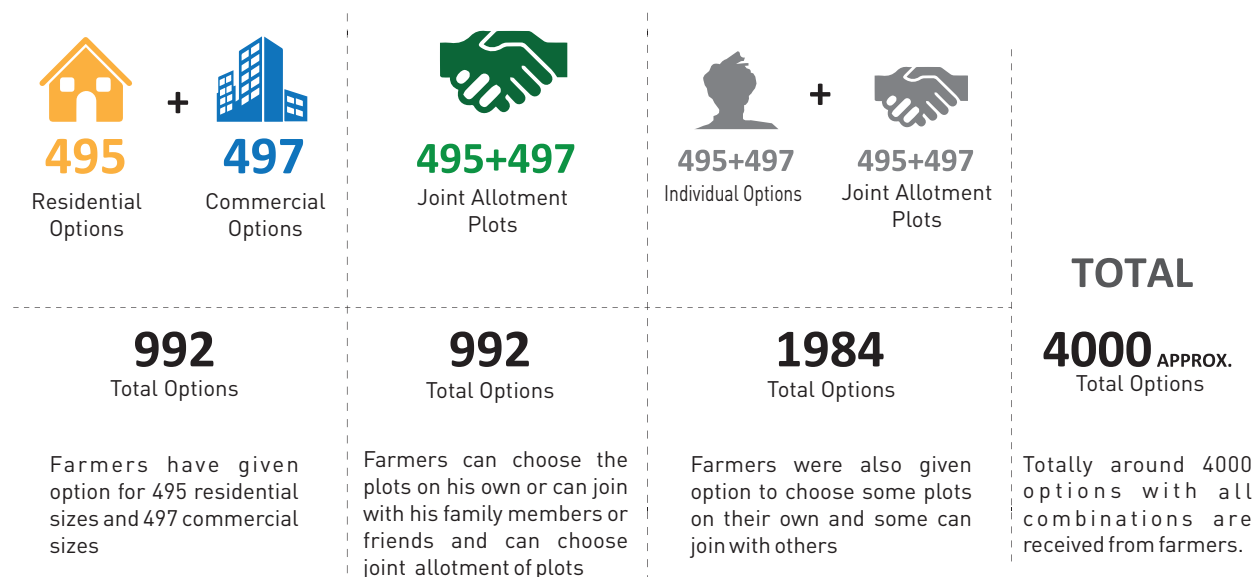 +
495
Residential
Options
497
Commercial
Options
495+497
Joint Allotment
Plots
+
495+497
Individual Options
495+497
Joint Allotment
Plots
TOTAL
992
Total Options
992
Total Options
1984
Total Options
4000 APPROX.
Total Options
Farmers have given
option for 495 residential
sizes and 497 commercial
sizes
Farmers can choose the
plots on his own or can join
with his family members or
friends and can choose
joint allotment of plots
Farmers were also given
option to choose some plots
on their own and some can
join with others
Totally around 4000
options with all
combinations are
received from farmers.